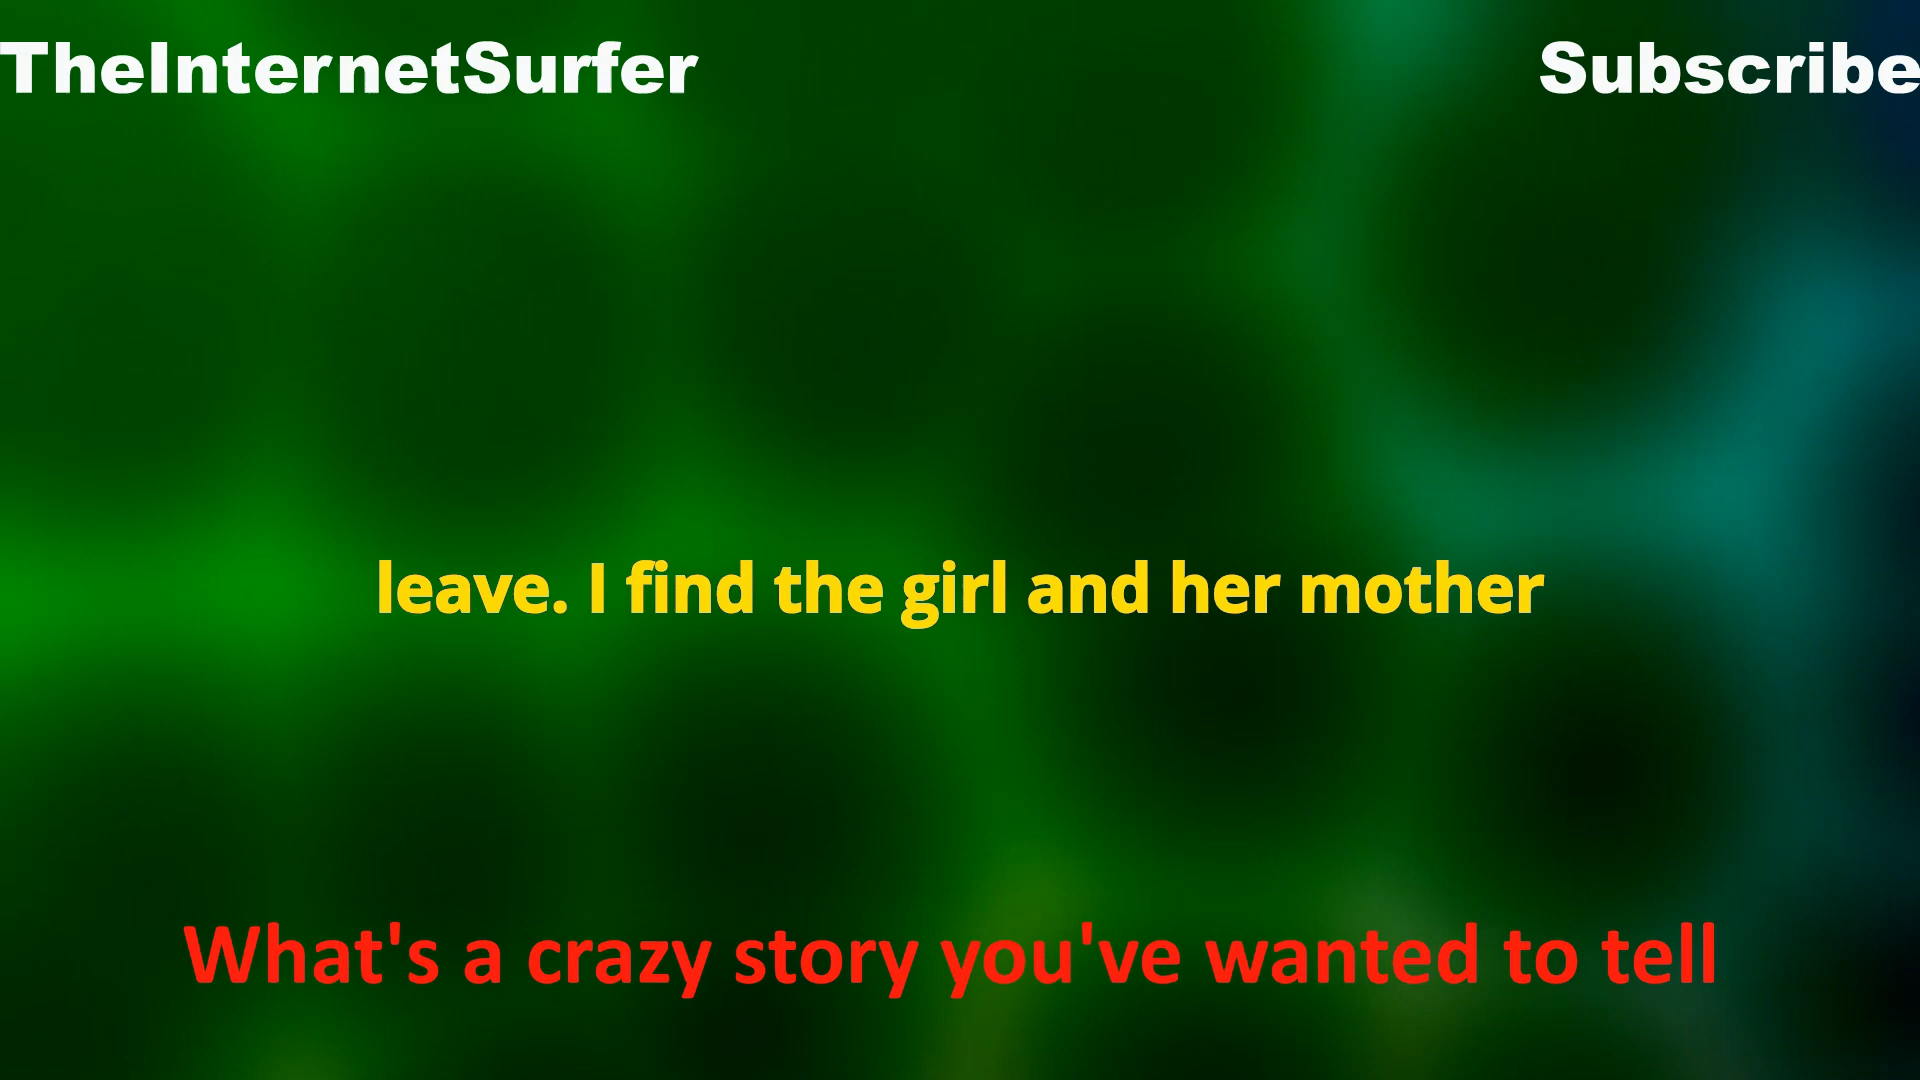 TheInternetSurfer Subscribe
leave. I find the girl and her mother
What's a crazy story you've wanted to tell